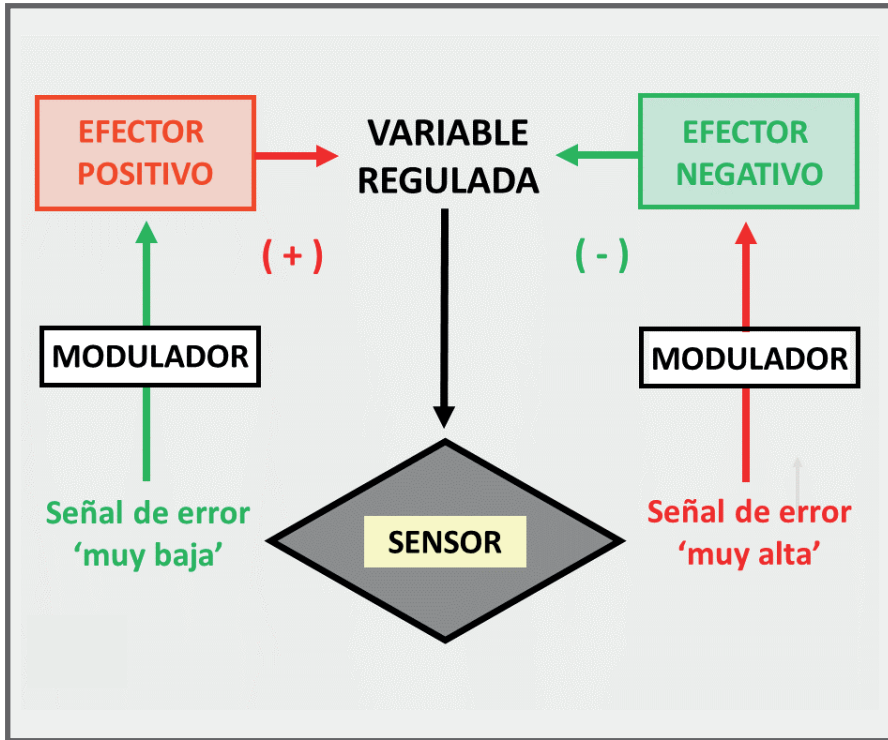 EFECTOR
POSITIVO
VARIABLE
REGULADA
EFECTOR
NEGATIVO
( + )
( - )
MODULADOR
MODULADOR
Señal de error
‘muy baja’
SENSOR
Señal de error
‘muy alta’